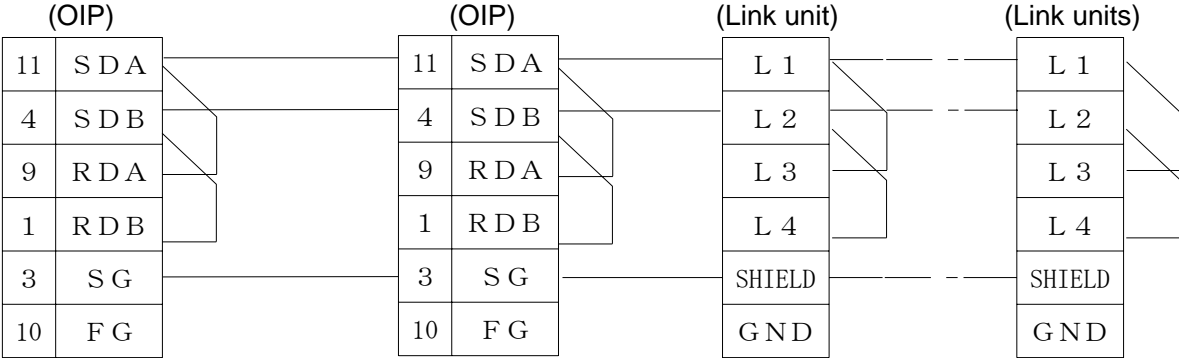 (OIP) (OIP) (Link unit) (Link units)
11 SDA 11 SDA L1 L1
4 SDB 4 SDB L2 L2
9 RDA 9 RDA L3 L3
1 RDB 1 RDB L4 L4
3 SG 3 SG SHIELD SHIELD
10 FG 10 FG GND GND